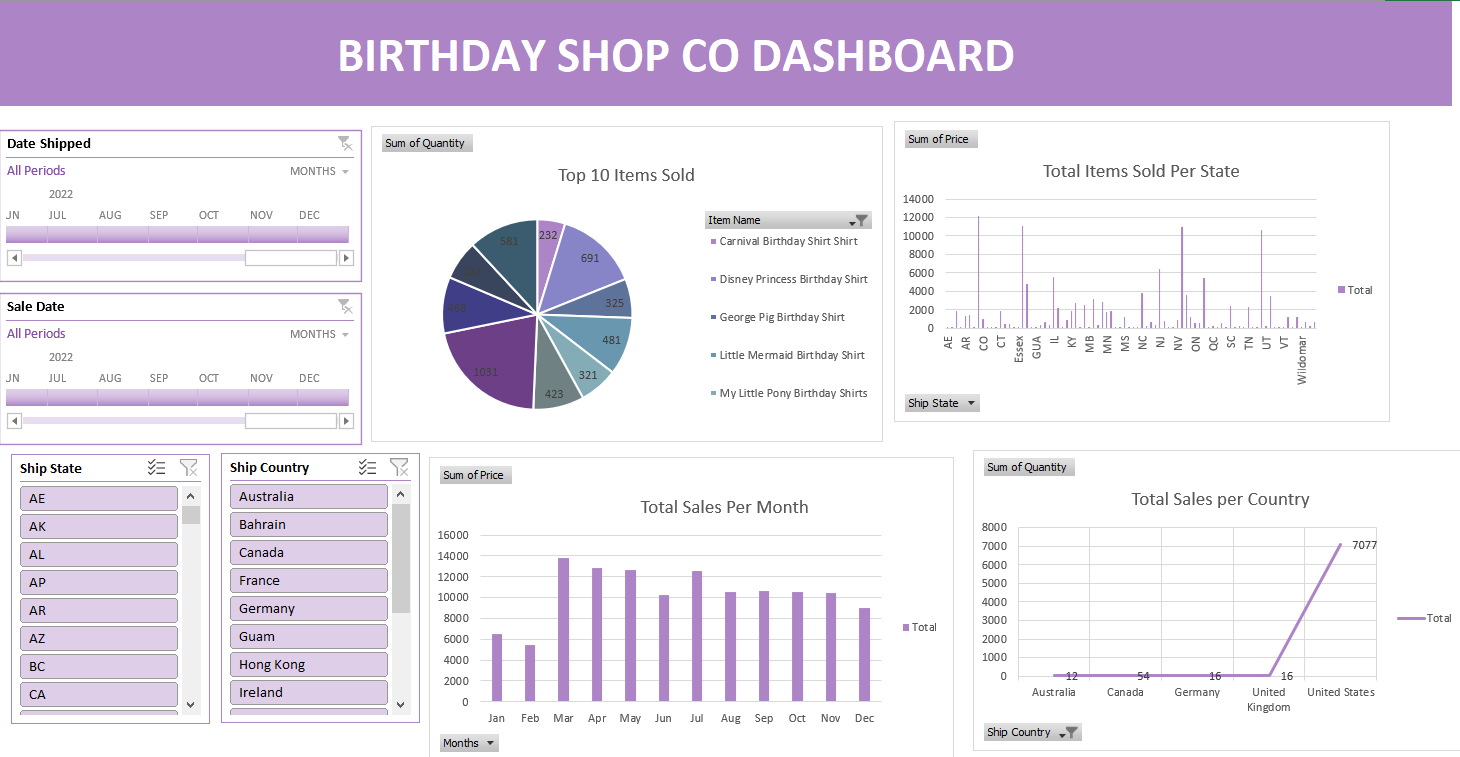 BIRTHDAY SHOP CO DASHBOARD
Date Shipped
All Periods
MONTHS
2022
JN JUL AUG SEP OCT NOV DEC
Sale Date
All Periods
MONTHS
2022
JN JUL AUG SEP OCT NOV DEC
Sum of Quantity
Top 10 Items Sold
Item Name
Carnival Birthday Shirt Shirt
Disney Princess Birthday Shirt
George Pig Birthday Shirt
Little Mermaid Birthday Shirt
My Little Pony Birthday Shirts
232
691
325
481
321
423
1031
581
Sum of Price
Total Items Sold Per State
14000
12000
10000
8000
6000
4000
2000
0
AE AR CO CT Essex GUA IL KY MB MN MS NC NJ NV ON QC SC TN UT VT Wildomar
Total
Ship State
Ship State
AE
AK
AL
AP
AR
AZ
BC
CA
Ship Country
Australia
Bahrain
Canada
France
Germany
Guam
Hong Kong
Ireland
Sum of Price
Total Sales Per Month
16000
14000
12000
10000
8000
6000
4000
2000
0
Jan Feb Mar Apr May Jun Jul Aug Sep Oct Nov Dec
Total
Months
Sum of Quantity
Total Sales per Country
8000
7000
6000
5000
4000
3000
2000
1000
0
12 54 16 16 7077
Australia Canada Germany United Kingdom United States
Total
Ship Country